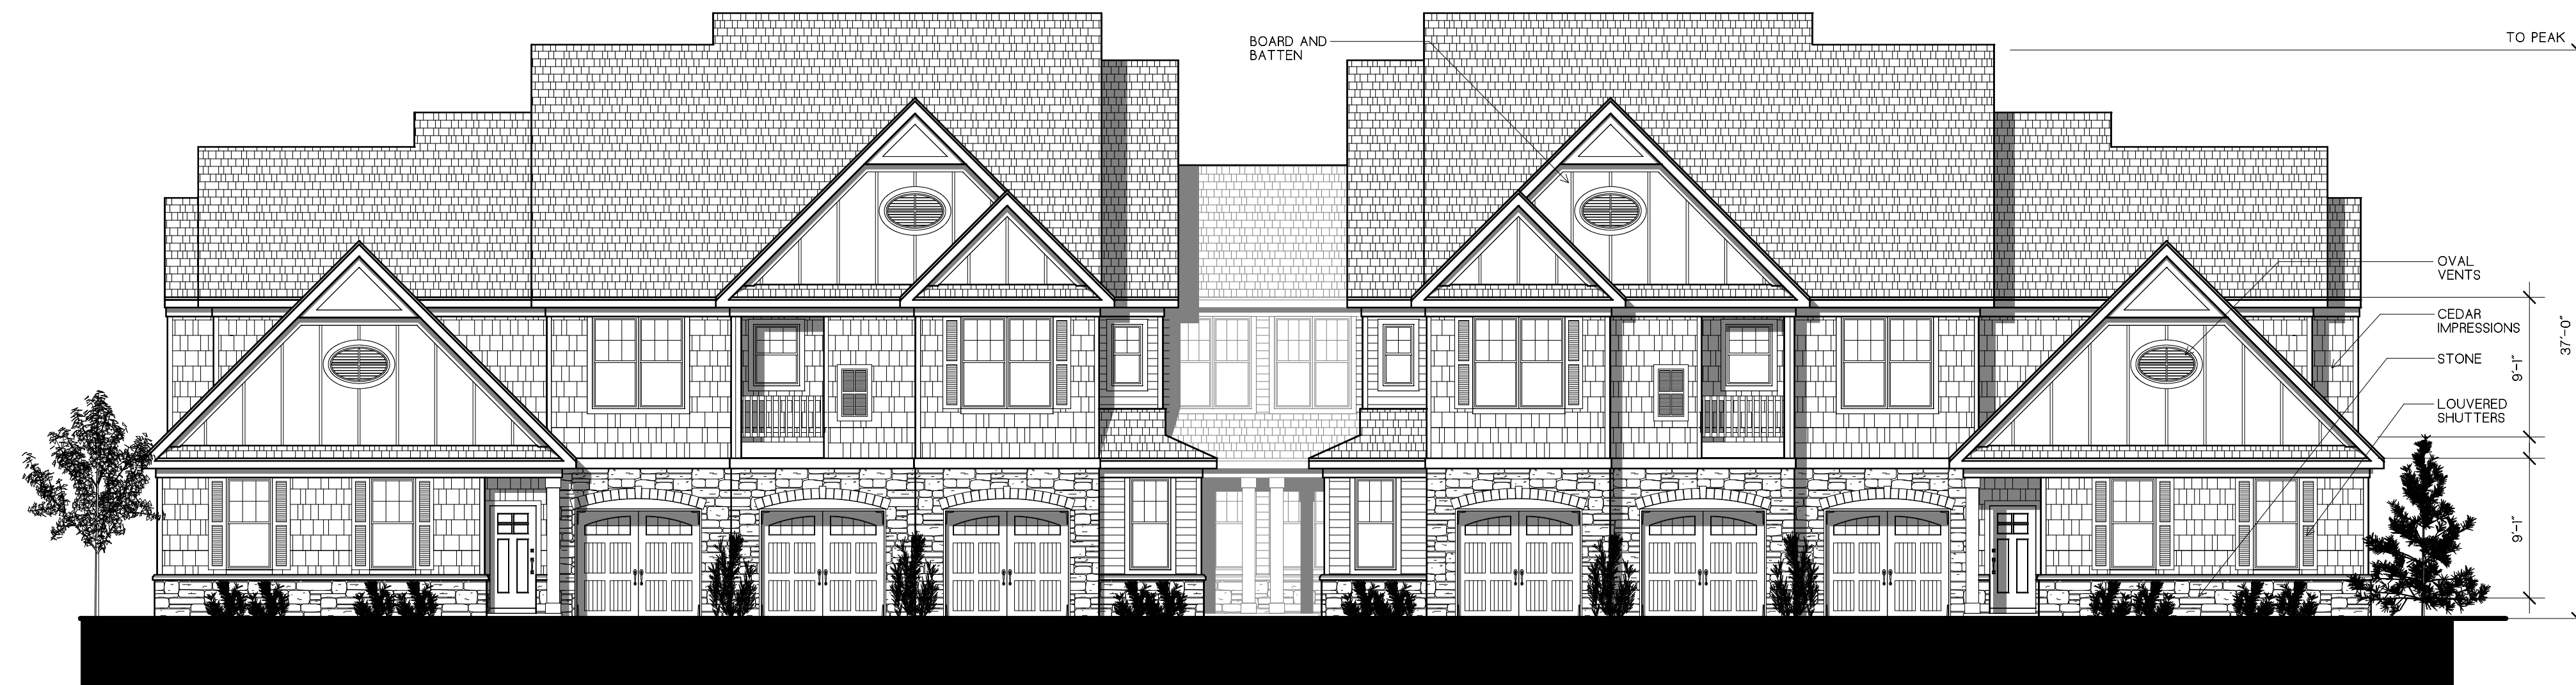 BOARD AND
BATTEN
TO PEAK
OVAL
VENTS
CEDAR
IMPRESSIONS
STONE
LOUVERED
SHUTTERS
37'-0"
9'-1"
9'-1"